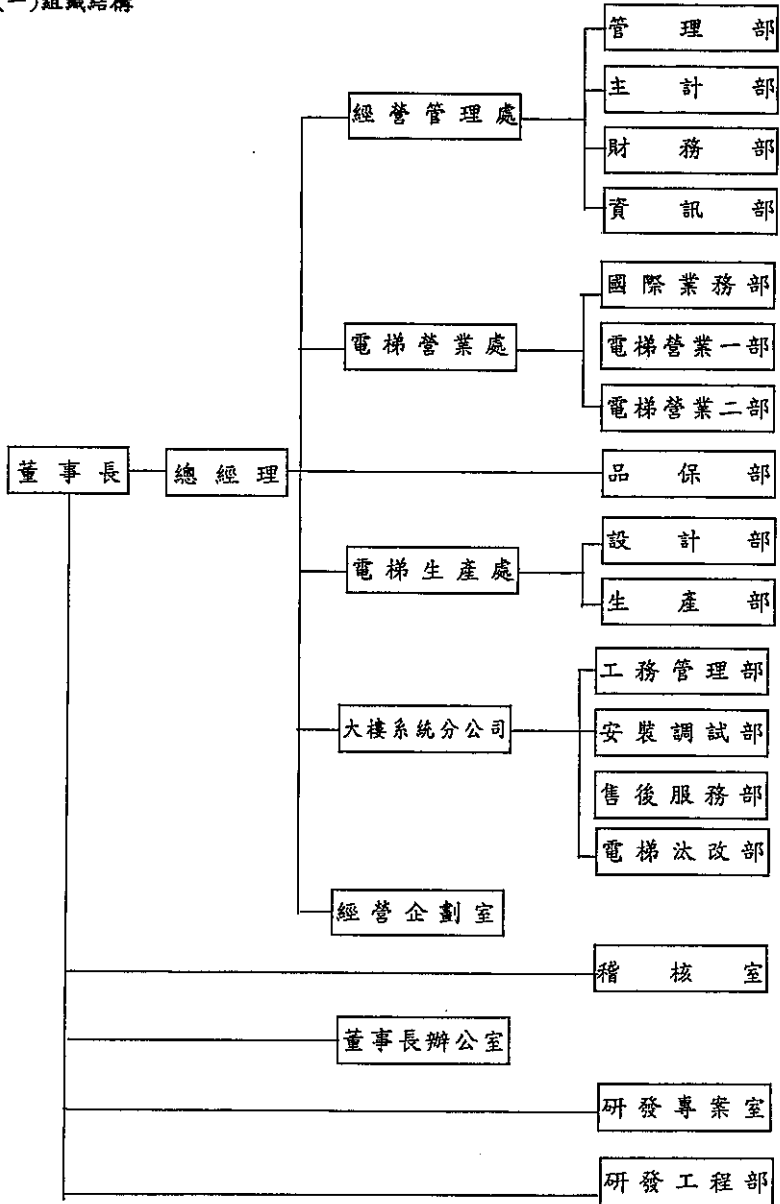 (一)組織結構
管理部
經營管理處
主計部
財務部
資訊部
國際業務部
電梯營業處
電梯營業一部
電梯營業二部
董事長
總經理
品保部
電梯生產處
設計部
生產部
工務管理部
大樓系統分公司
安裝調試部
售後服務部
電梯汰改部
經營企劃室
稽核室
董事長辦公室
研發專案室
研發工程部